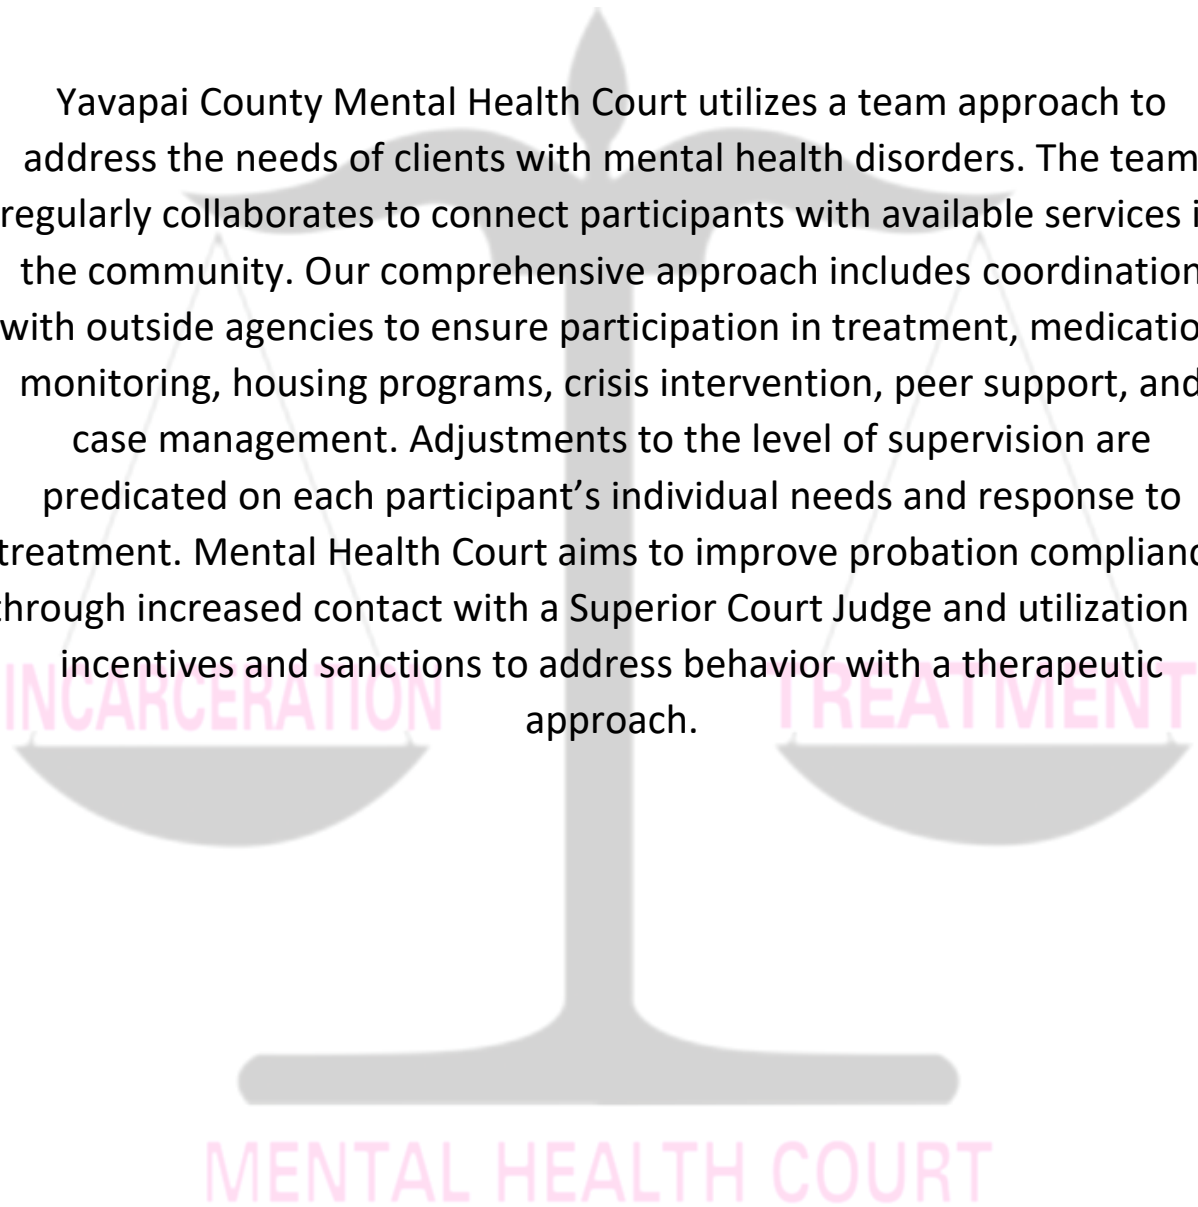 Yavapai County Mental Health Court utilizes a team approach to
address the needs of clients with mental health disorders. The team
regularly collaborates to connect participants with available services i
the community. Our comprehensive approach includes coordination
with outside agencies to ensure participation in treatment, medicatio
monitoring, housing programs, crisis intervention, peer support, and
case management. Adjustments to the level of supervision are
predicated on each participant’s individual needs and response to
treatment. Mental Health Court aims to improve probation complianc
through increased contact with a Superior Court Judge and utilization
incentives and sanctions to address behavior with a therapeutic
approach.
INCARCERATION
TREATMENT
MENTAL HEALTH COURT